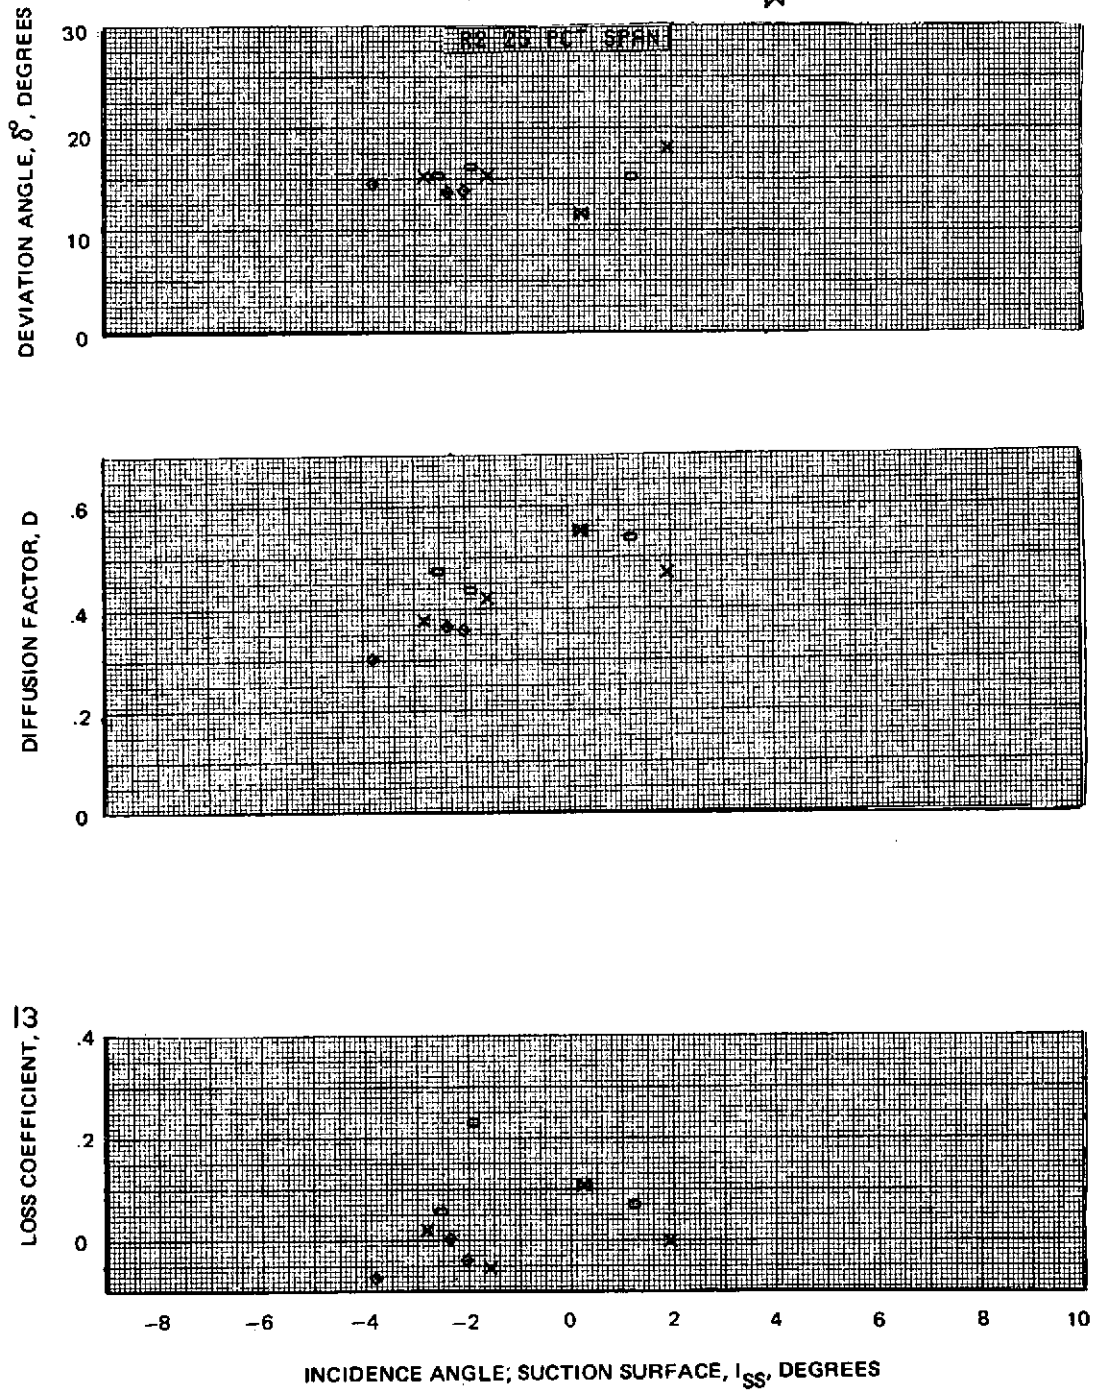 R2 25 PCT SPAN
DEVIATION ANGLE, δ°, DEGREES
30
20
10
0
DIFFUSION FACTOR, D
.6
.4
.2
0
LOSS COEFFICIENT, ω̅
.4
.2
0
−8 −6 −4 −2 0 2 4 6 8 10
INCIDENCE ANGLE; SUCTION SURFACE, ISS, DEGREES